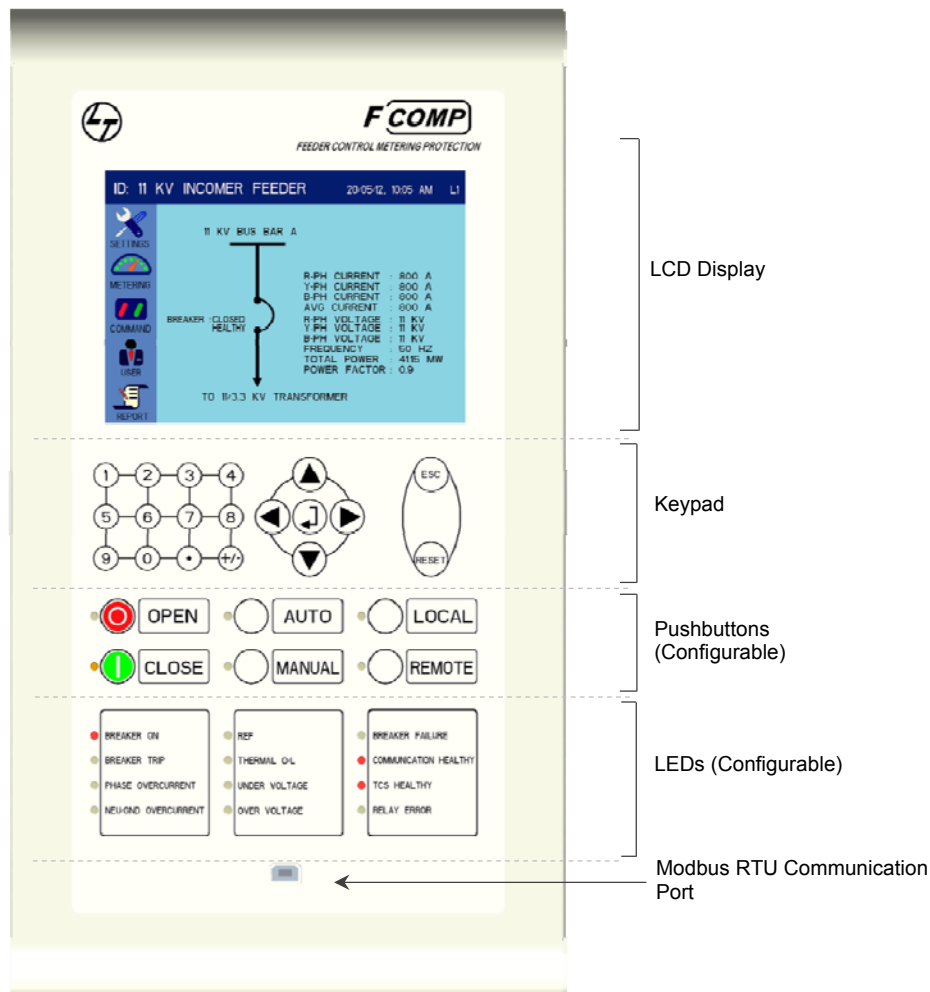 LT
F COMP
FEEDER CONTROL METERING PROTECTION
ID: 11 KV INCOMER FEEDER 20-05-12, 10:05 AM L1
SETTINGS
METERING
COMMAND
USER
REPORT
11 KV BUS BAR A
BREAKER :CLOSED
HEALTHY
R-PH CURRENT : 800 A
Y-PH CURRENT : 800 A
B-PH CURRENT : 800 A
AVG CURRENT : 800 A
R-PH VOLTAGE : 11 KV
Y-PH VOLTAGE : 11 KV
B-PH VOLTAGE : 11 KV
FREQUENCY : 50 HZ
TOTAL POWER : 4115 MW
POWER FACTOR : 0.9
TO 11/3.3 KV TRANSFORMER
LCD Display
1 2 3 4
5 6 7 8
9 0 • +/-
ESC
RESET
Keypad
OPEN AUTO LOCAL
CLOSE MANUAL REMOTE
Pushbuttons
(Configurable)
BREAKER ON
BREAKER TRIP
PHASE OVERCURRENT
NEU-GND OVERCURRENT
REF
THERMAL O-L
UNDER VOLTAGE
OVER VOLTAGE
BREAKER FAILURE
COMMUNICATION HEALTHY
TCS HEALTHY
RELAY ERROR
LEDs (Configurable)
Modbus RTU Communication
Port